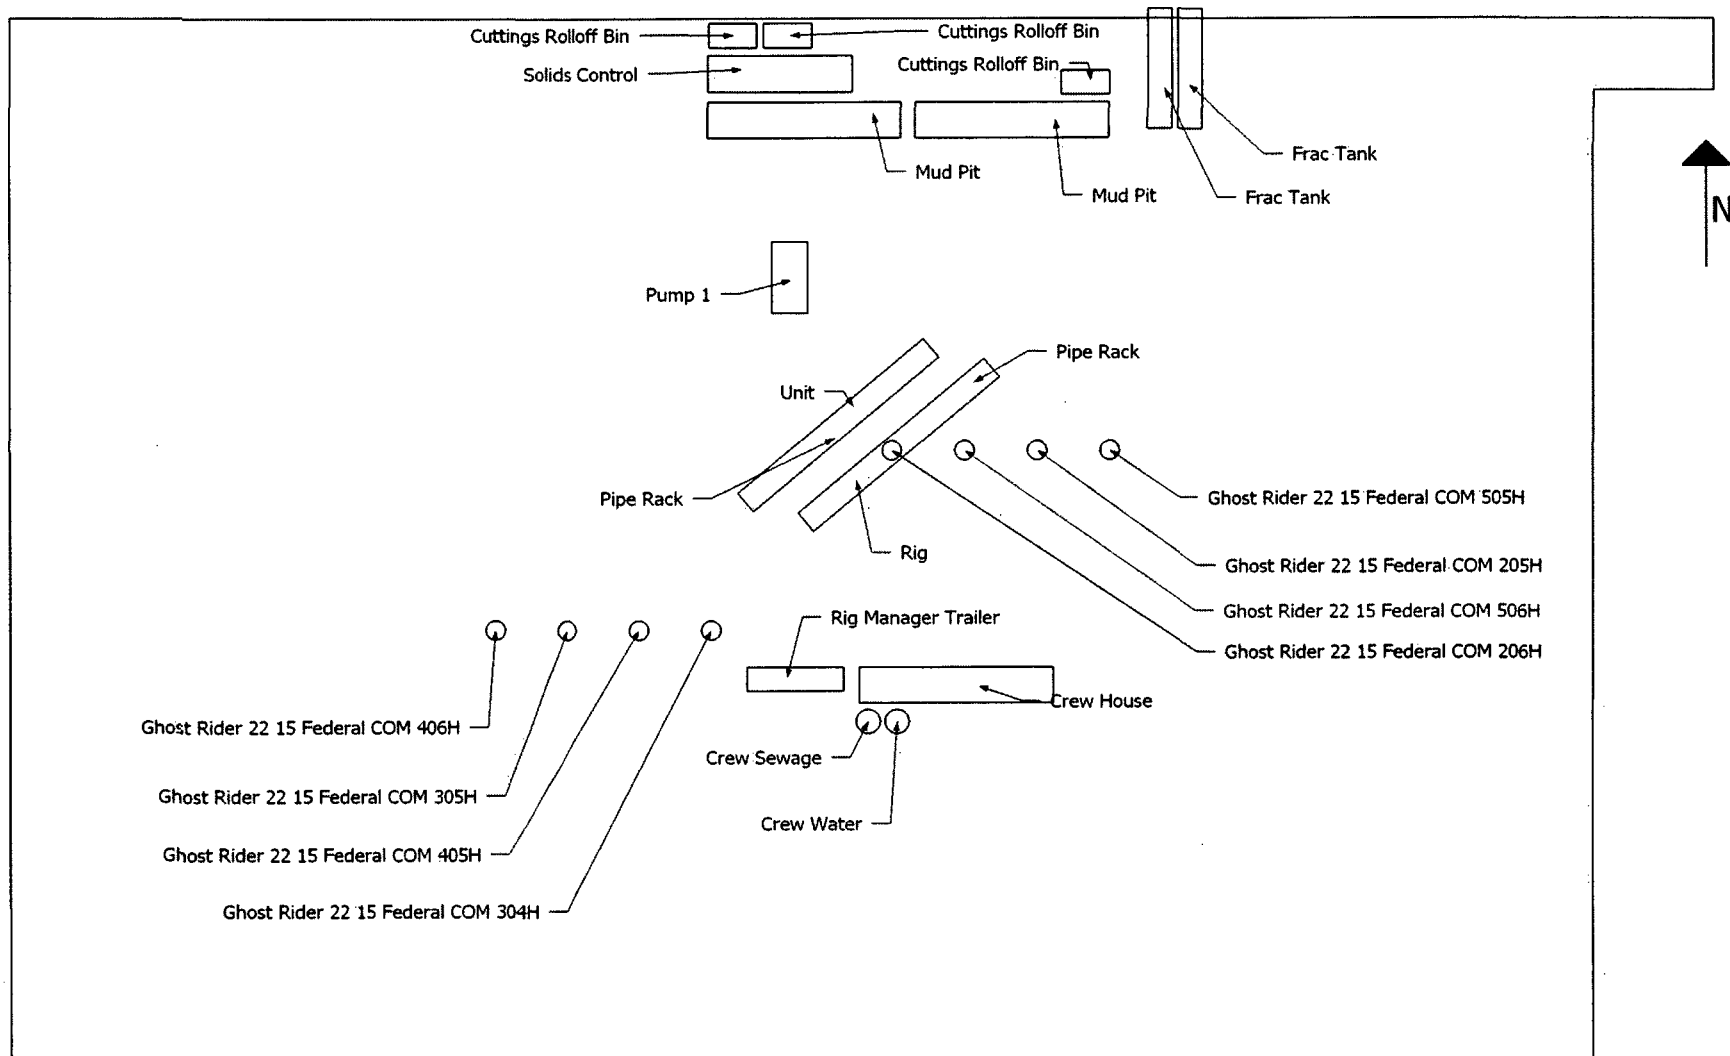 Cuttings Rolloff Bin
Cuttings Rolloff Bin
Solids Control
Cuttings Rolloff Bin
Frac Tank
Mud Pit
Mud Pit
Frac Tank
N
Pump 1
Pipe Rack
Unit
Pipe Rack
Ghost Rider 22 15 Federal COM 505H
Rig
Ghost Rider 22 15 Federal COM 205H
Ghost Rider 22 15 Federal COM 506H
Rig Manager Trailer
Ghost Rider 22 15 Federal COM 206H
Crew House
Ghost Rider 22 15 Federal COM 406H
Crew Sewage
Ghost Rider 22 15 Federal COM 305H
Crew Water
Ghost Rider 22 15 Federal COM 405H
Ghost Rider 22 15 Federal COM 304H